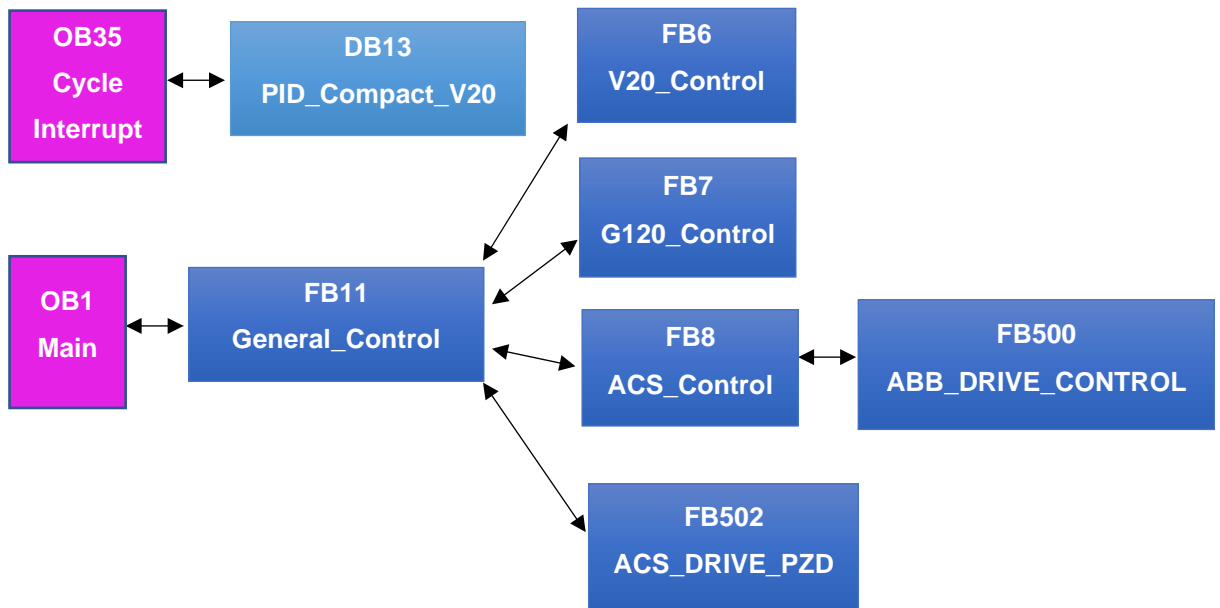 OB35
Cycle
Interrupt
DB13
PID_Compact_V20
FB6
V20_Control
FB7
G120_Control
OB1
Main
FB11
General_Control
FB8
ACS_Control
FB500
ABB_DRIVE_CONTROL
FB502
ACS_DRIVE_PZD